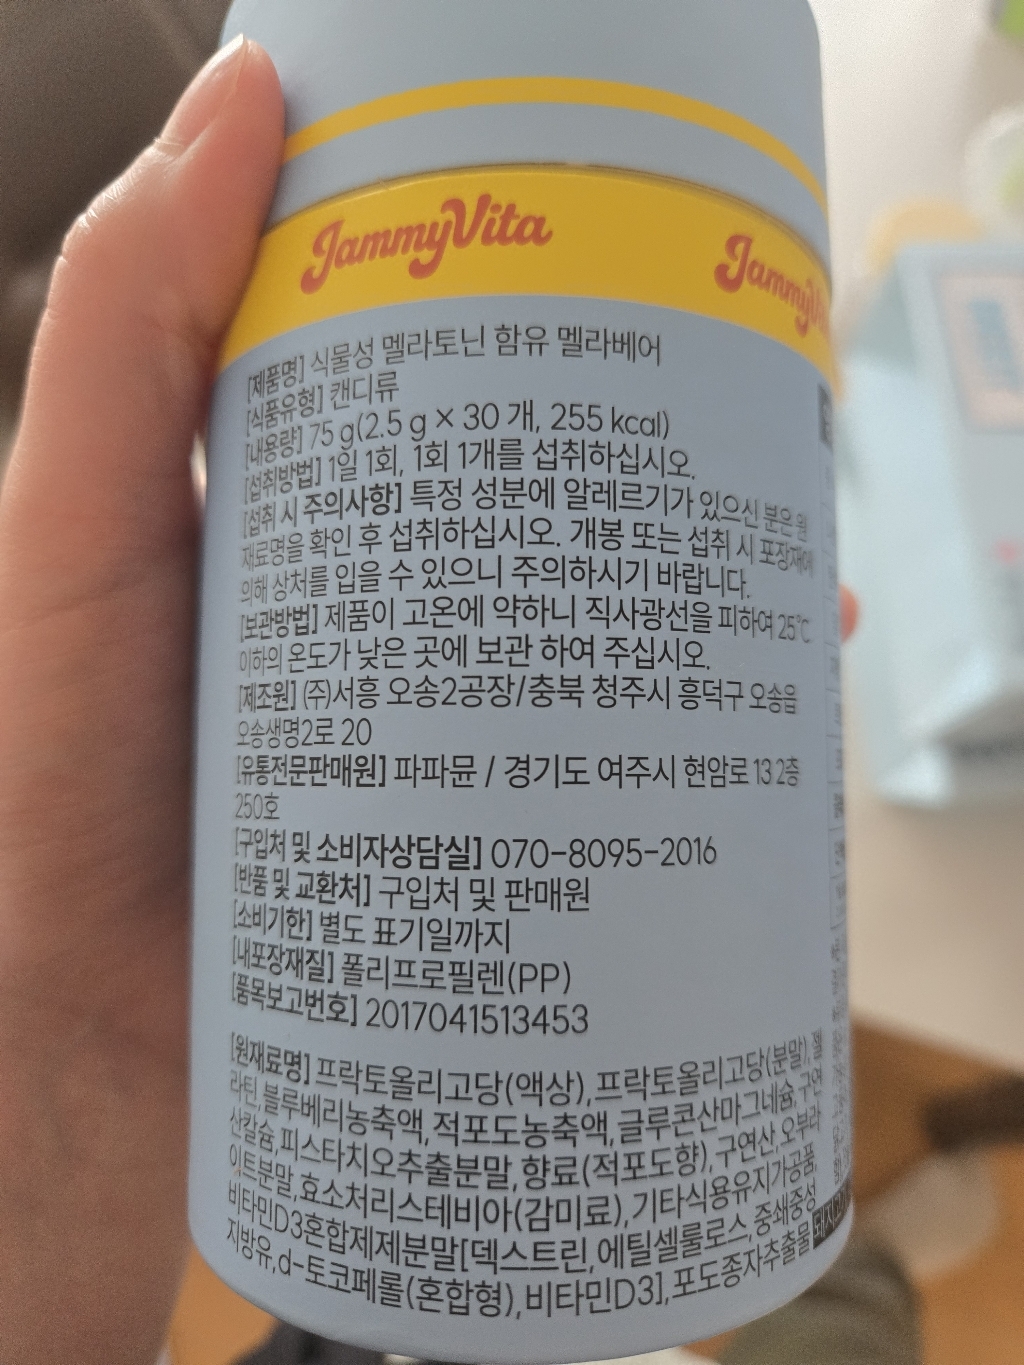 JammyVita
Jammy
[제품명] 식물성 멜라토닌 함유 멜라베어
[식품유형] 캔디류
[내용량] 75 g(2.5 g × 30 개, 255 kcal)
[섭취방법] 1일 1회, 1회 1개를 섭취하십시오.
[섭취 시 주의사항] 특정 성분에 알레르기가 있으신 분은 원
재료명을 확인 후 섭취하십시오. 개봉 또는 섭취 시 포장재에
의해 상처를 입을 수 있으니 주의하시기 바랍니다.
[보관방법] 제품이 고온에 약하니 직사광선을 피하여 25℃
이하의 온도가 낮은 곳에 보관 하여 주십시오.
[제조원] (주)서흥 오송2공장/충북 청주시 흥덕구 오송읍
오송생명2로 20
[유통전문판매원] 파파뮨 / 경기도 여주시 현암로 13 2층
250호
[구입처 및 소비자상담실] 070-8095-2016
[반품 및 교환처] 구입처 및 판매원
[소비기한] 별도 표기일까지
[내포장재질] 폴리프로필렌(PP)
[품목보고번호] 2017041513453
[원재료명] 프락토올리고당(액상),프락토올리고당(분말),젤
라틴,블루베리농축액,적포도농축액,글루콘산마그네슘,구연
산칼슘,피스타치오추출분말,향료(적포도향),구연산,오부라
이트분말,효소처리스테비아(감미료),기타식용유지가공품,
비타민D3혼합제제분말[덱스트린,에틸셀룰로스,중쇄중성
지방유,d-토코페롤(혼합형),비타민D3],포도종자추출물